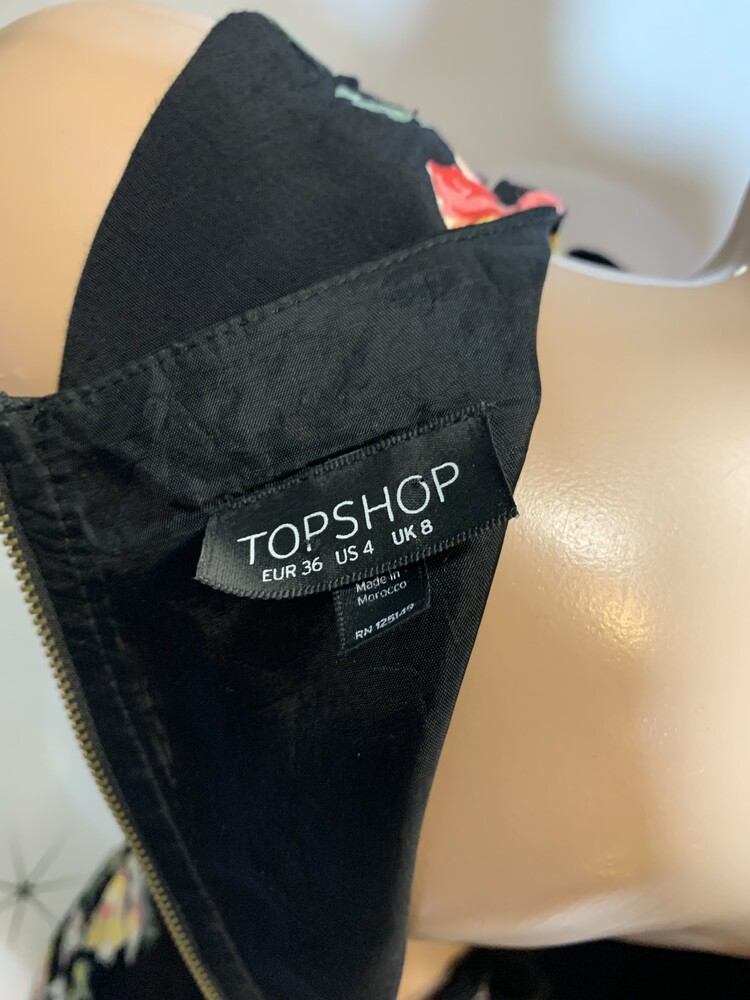 TOPSHOP
EUR 36 US 4 UK 8
Made in
Morocco
RN 125149